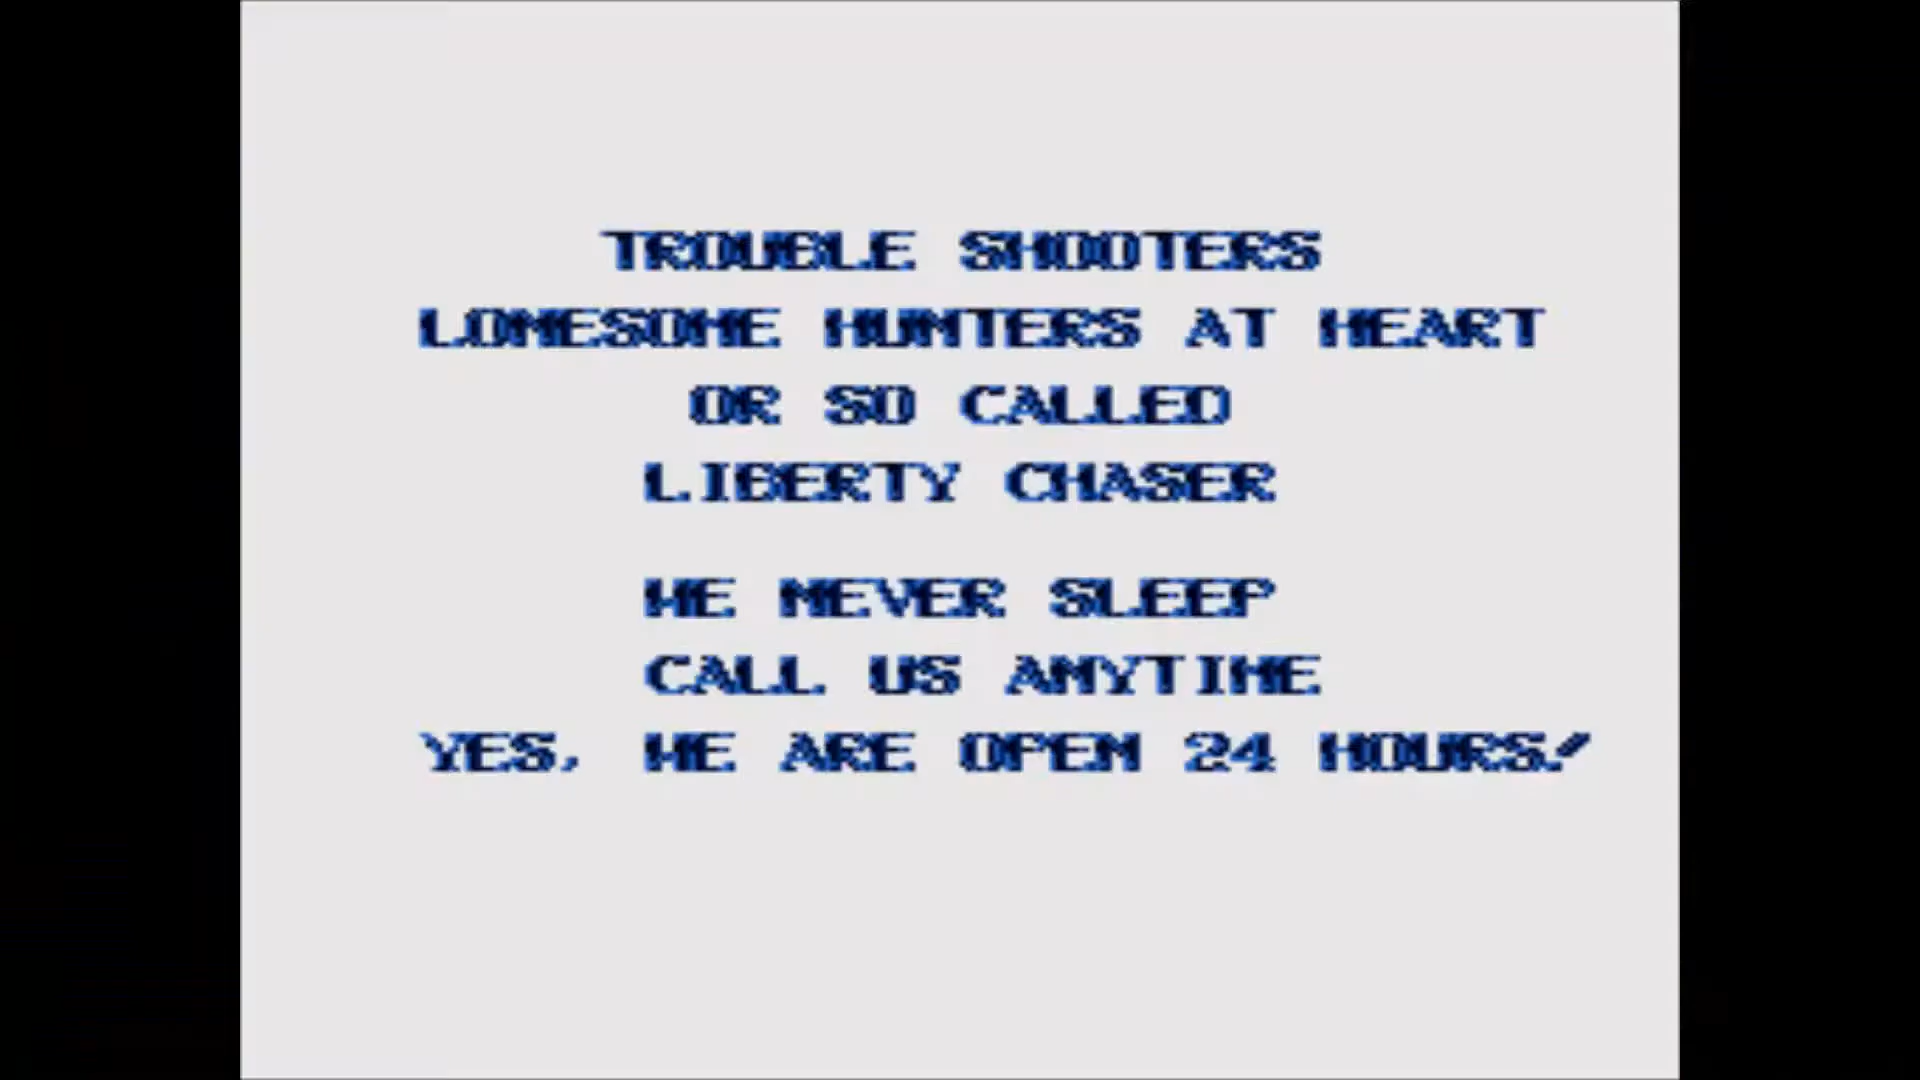 TROUBLE SHOOTERS
LONESOME HUNTERS AT HEART
OR SO CALLED
LIBERTY CHASER
WE NEVER SLEEP
CALL US ANYTIME
YES, WE ARE OPEN 24 HOURS!